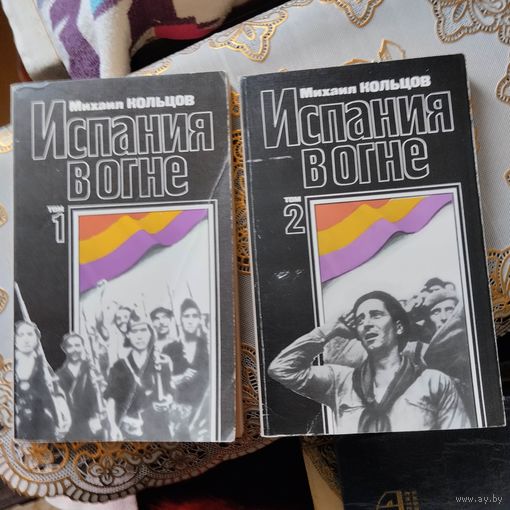 Михаил КОЛЬЦОВ
Испания
в огне
том
1
Михаил КОЛЬЦОВ
Испания
в огне
том
2
www.ay.by